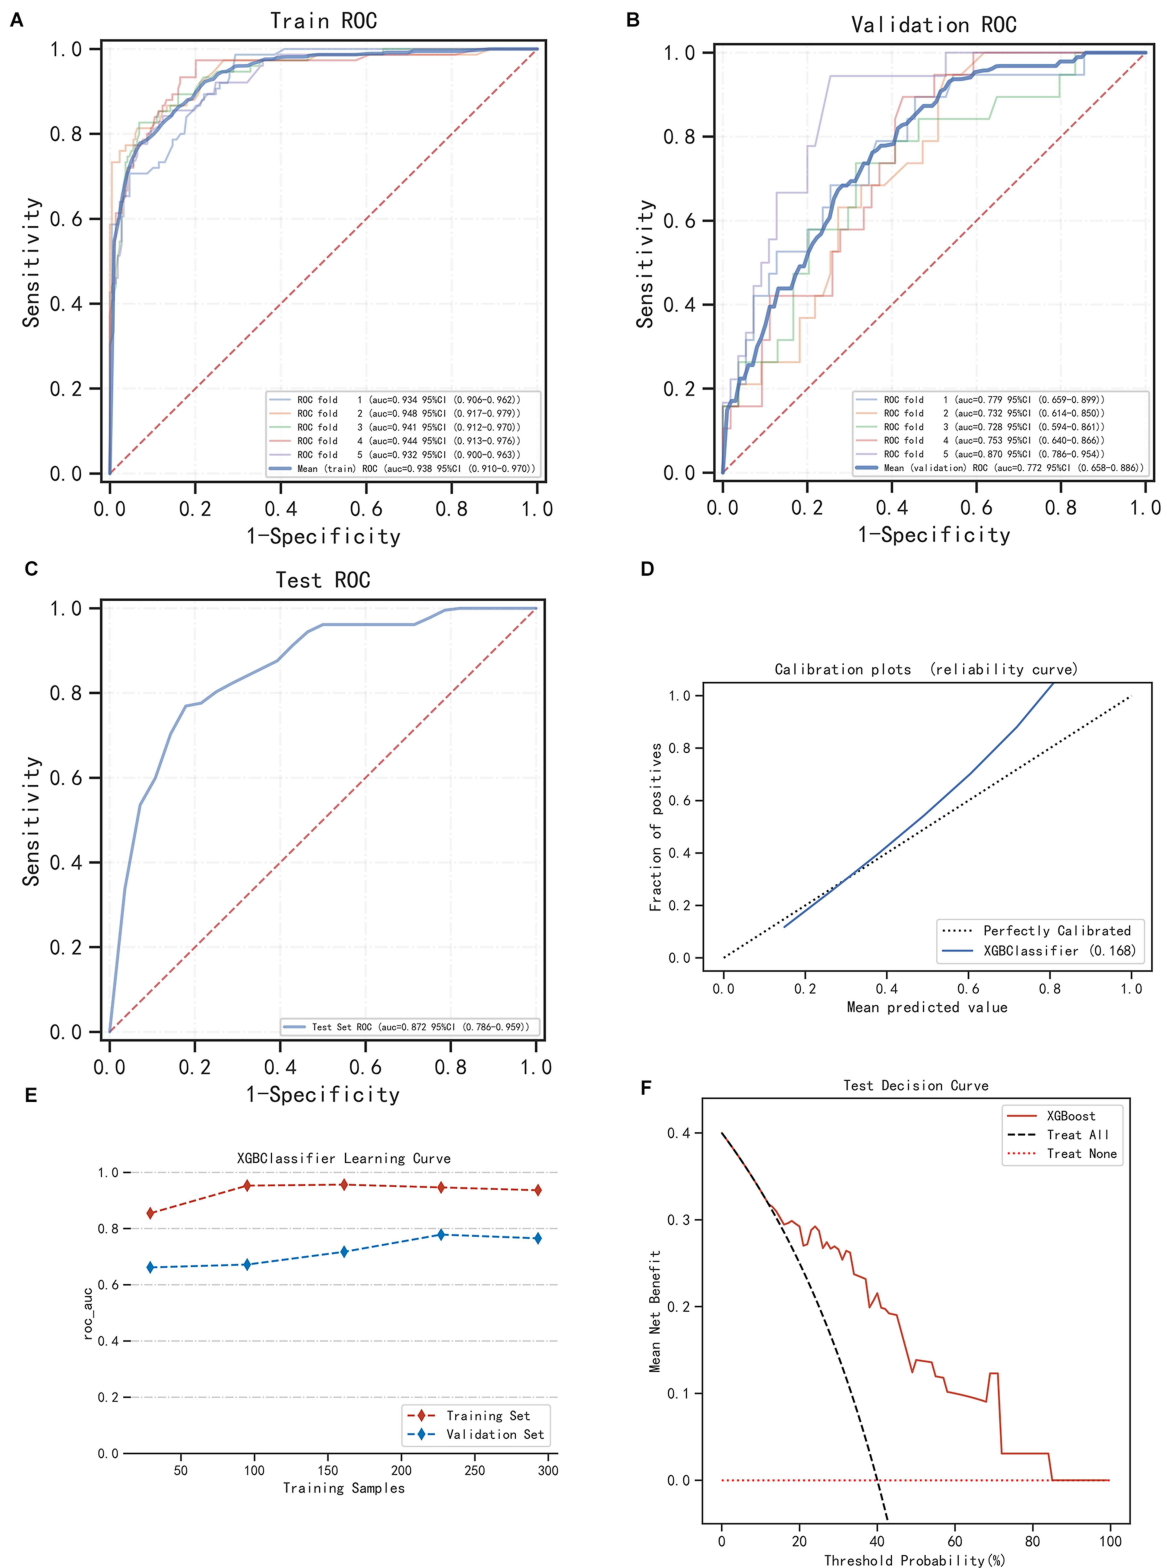 A
Train ROC
1.0
0.8
0.6
0.4
0.2
0.0
Sensitivity
ROC fold 1 (auc=0.934 95%CI (0.906-0.962))
ROC fold 2 (auc=0.948 95%CI (0.917-0.979))
ROC fold 3 (auc=0.941 95%CI (0.912-0.970))
ROC fold 4 (auc=0.944 95%CI (0.913-0.976))
ROC fold 5 (auc=0.932 95%CI (0.900-0.963))
Mean (train) ROC (auc=0.938 95%CI (0.910-0.970))
0.0 0.2 0.4 0.6 0.8 1.0
1-Specificity
B
Validation ROC
1.0
0.8
0.6
0.4
0.2
0.0
Sensitivity
ROC fold 1 (auc=0.779 95%CI (0.659-0.899))
ROC fold 2 (auc=0.732 95%CI (0.614-0.850))
ROC fold 3 (auc=0.728 95%CI (0.594-0.861))
ROC fold 4 (auc=0.753 95%CI (0.640-0.866))
ROC fold 5 (auc=0.870 95%CI (0.786-0.954))
Mean (validation) ROC (auc=0.772 95%CI (0.658-0.886))
0.0 0.2 0.4 0.6 0.8 1.0
1-Specificity
C
Test ROC
1.0
0.8
0.6
0.4
0.2
0.0
Sensitivity
Test Set ROC (auc=0.872 95%CI (0.786-0.959))
0.0 0.2 0.4 0.6 0.8 1.0
1-Specificity
D
Calibration plots (reliability curve)
1.0
0.8
0.6
0.4
0.2
0.0
Fraction of positives
Perfectly Calibrated
XGBClassifier (0.168)
0.0 0.2 0.4 0.6 0.8 1.0
Mean predicted value
E
XGBClassifier Learning Curve
1.0
0.8
0.6
0.4
0.2
0.0
roc_auc
Training Set
Validation Set
50 100 150 200 250 300
Training Samples
F
Test Decision Curve
0.4
0.3
0.2
0.1
0.0
Mean Net Benefit
XGBoost
Treat All
Treat None
0 20 40 60 80 100
Threshold Probability(%)